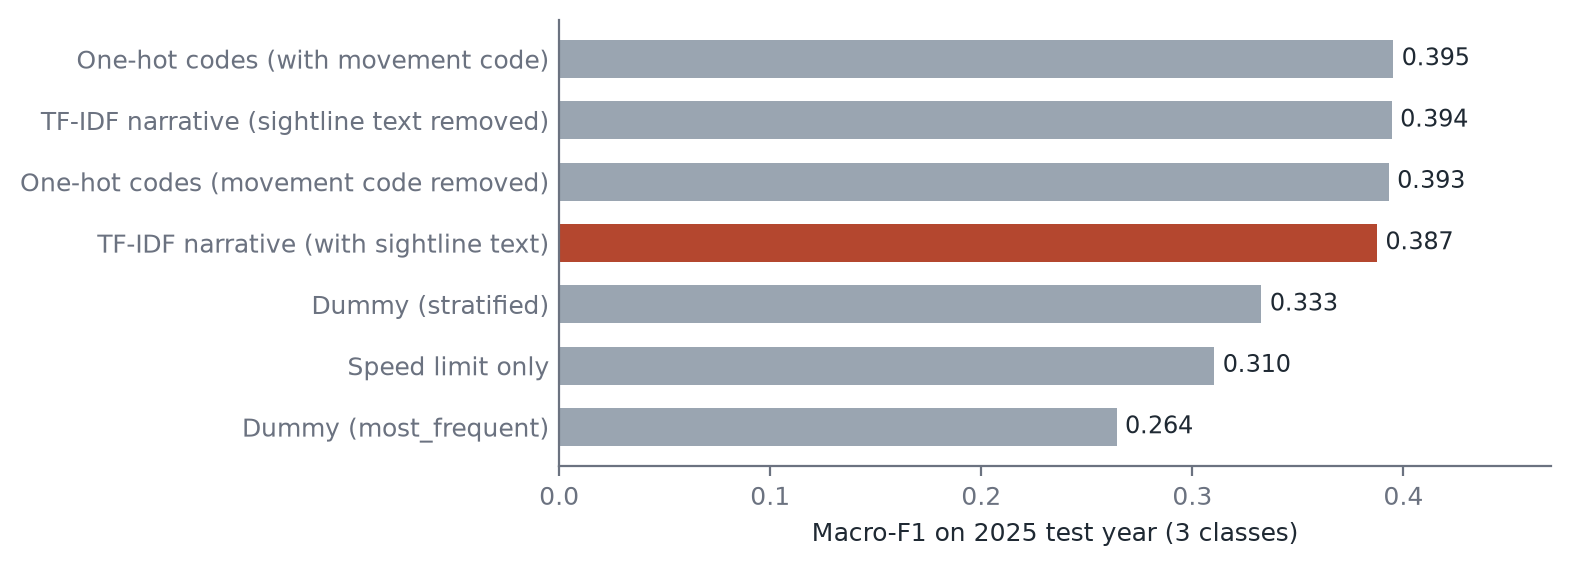 One-hot codes (with movement code) 0.395
TF-IDF narrative (sightline text removed) 0.394
One-hot codes (movement code removed) 0.393
TF-IDF narrative (with sightline text) 0.387
Dummy (stratified) 0.333
Speed limit only 0.310
Dummy (most_frequent) 0.264
0.0 0.1 0.2 0.3 0.4
Macro-F1 on 2025 test year (3 classes)